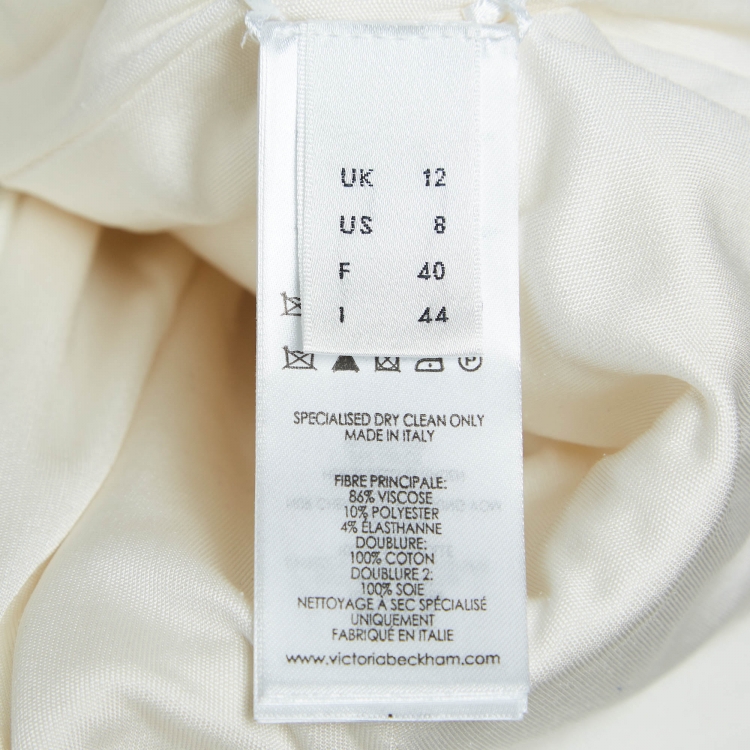 UK 12
US 8
F 40
I 44
SPECIALISED DRY CLEAN ONLY
MADE IN ITALY
FIBRE PRINCIPALE:
86% VISCOSE
10% POLYESTER
4% ÉLASTHANNE
DOUBLURE:
100% COTON
DOUBLURE 2:
100% SOIE
NETTOYAGE À SEC SPÉCIALISÉ
UNIQUEMENT
FABRIQUÉ EN ITALIE
www.victoriabeckham.com